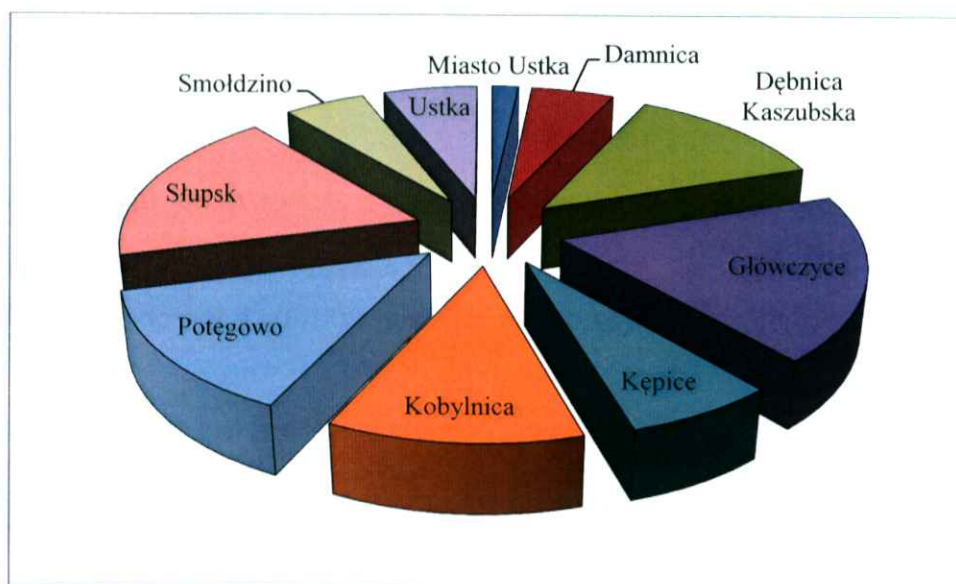 Miasto Ustka
Damnica
Smołdzino
Ustka
Dębnica
Kaszubska
Słupsk
Główczyce
Potęgowo
Kępice
Kobylnica